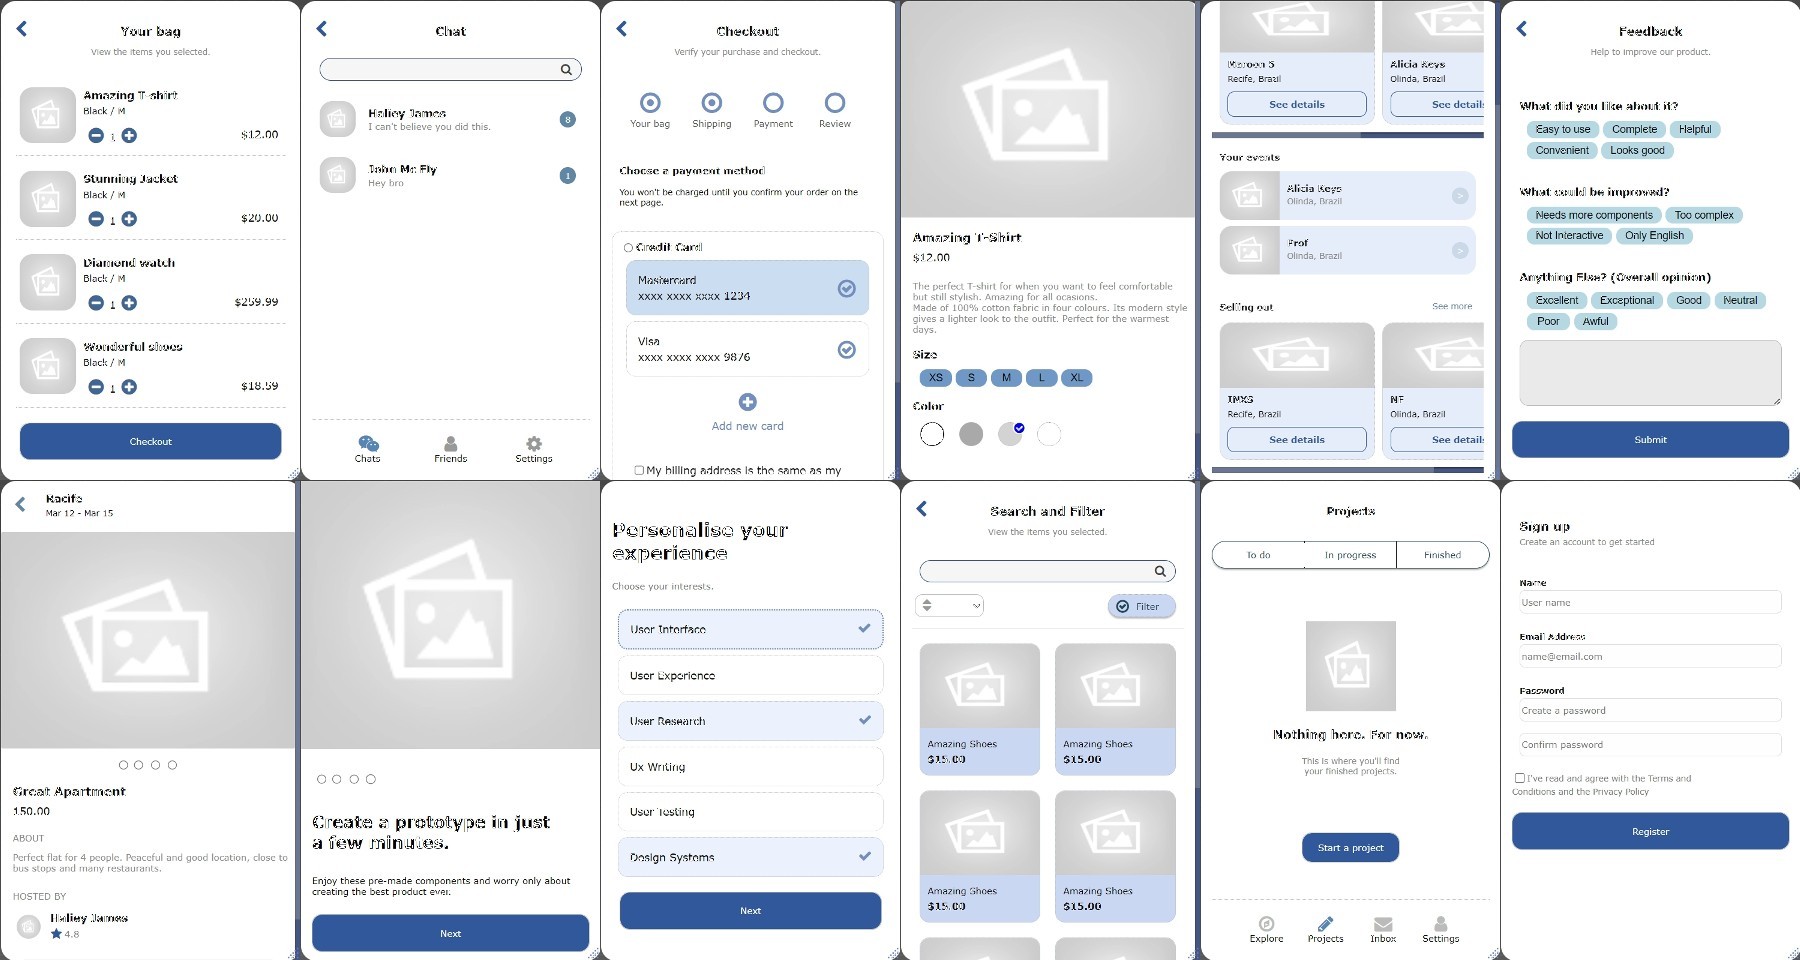 Your bag
View the items you selected.
Amazing T-shirt
Black / M
1
$12.00
Stunning Jacket
Black / M
1
$20.00
Diamond watch
Black / M
1
$259.99
Wonderful shoes
Black / M
1
$18.59
Checkout
Chat
Hailey James
I can't believe you did this.
8
John Mc Fly
Hey bro
1
Chats
Friends
Settings
Checkout
Verify your purchase and checkout.
Your bag
Shipping
Payment
Review
Choose a payment method
You won't be charged until you confirm your order on the
next page.
Credit Card
Mastercard
xxxx xxxx xxxx 1234
Visa
xxxx xxxx xxxx 9876
Add new card
My billing address is the same as my
Amazing T-Shirt
$12.00
The perfect T-shirt for when you want to feel comfortable
but still stylish. Amazing for all ocasions.
Made of 100% cotton fabric in four colours. Its modern style
gives a lighter look to the outfit. Perfect for the warmest
days.
Size
XS S M L XL
Color
Maroon 5
Recife, Brazil
See details
Alicia Keys
Olinda, Brazil
See details
Your events
Alicia Keys
Olinda, Brazil
>
Prof
Olinda, Brazil
>
Selling out
See more
INXS
Recife, Brazil
See details
NF
Olinda, Brazil
See details
Feedback
Help to improve our product.
What did you like about it?
Easy to use Complete Helpful
Convenient Looks good
What could be improved?
Needs more components Too complex
Not Interactive Only English
Anything Else? (Overall opinion)
Excellent Exceptional Good Neutral
Poor Awful
Submit
Racife
Mar 12 - Mar 15
Great Apartment
150.00
ABOUT
Perfect flat for 4 people. Peaceful and good location, close to
bus stops and many restaurants.
HOSTED BY
Hailey James
4.8
Create a prototype in just
a few minutes.
Enjoy these pre-made components and worry only about
creating the best product ever.
Next
Personalise your
experience
Choose your interests.
User Interface
User Experience
User Research
Ux Writing
User Testing
Design Systems
Next
Search and Filter
View the items you selected.
Filter
Amazing Shoes
$15.00
Amazing Shoes
$15.00
Amazing Shoes
$15.00
Amazing Shoes
$15.00
Projects
To do
In progress
Finished
Nothing here. For now.
This is where you'll find
your finished projects.
Start a project
Explore
Projects
Inbox
Settings
Sign up
Create an account to get started
Name
User name
Email Address
name@email.com
Password
Create a password
Confirm password
I've read and agree with the Terms and
Conditions and the Privacy Policy
Register